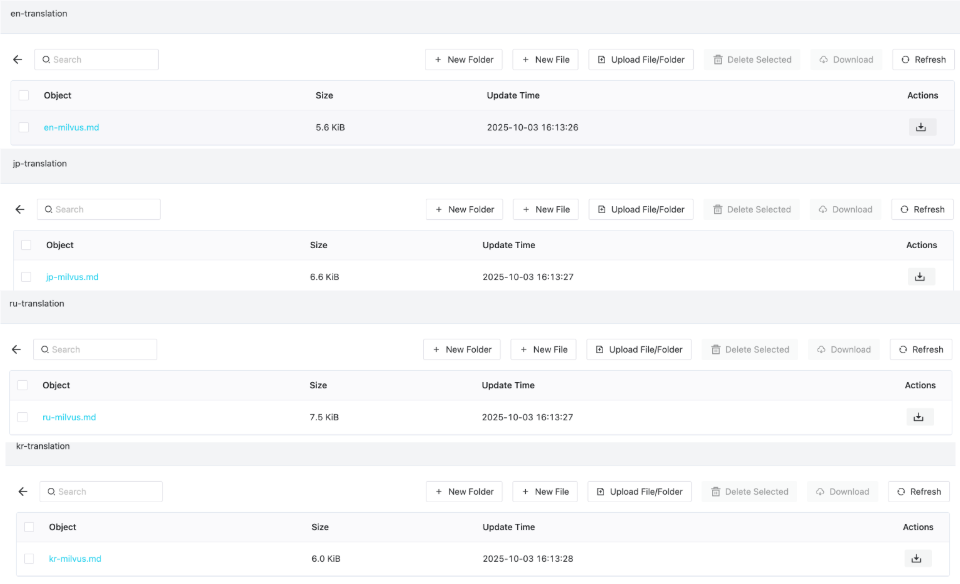 en-translation
Search New Folder New File Upload File/Folder Delete Selected Download Refresh
Object Size Update Time Actions
en-milvus.md 5.6 KiB 2025-10-03 16:13:26
jp-translation
Search New Folder New File Upload File/Folder Delete Selected Download Refresh
Object Size Update Time Actions
jp-milvus.md 6.6 KiB 2025-10-03 16:13:27
ru-translation
Search New Folder New File Upload File/Folder Delete Selected Download Refresh
Object Size Update Time Actions
ru-milvus.md 7.5 KiB 2025-10-03 16:13:27
kr-translation
Search New Folder New File Upload File/Folder Delete Selected Download Refresh
Object Size Update Time Actions
kr-milvus.md 6.0 KiB 2025-10-03 16:13:28